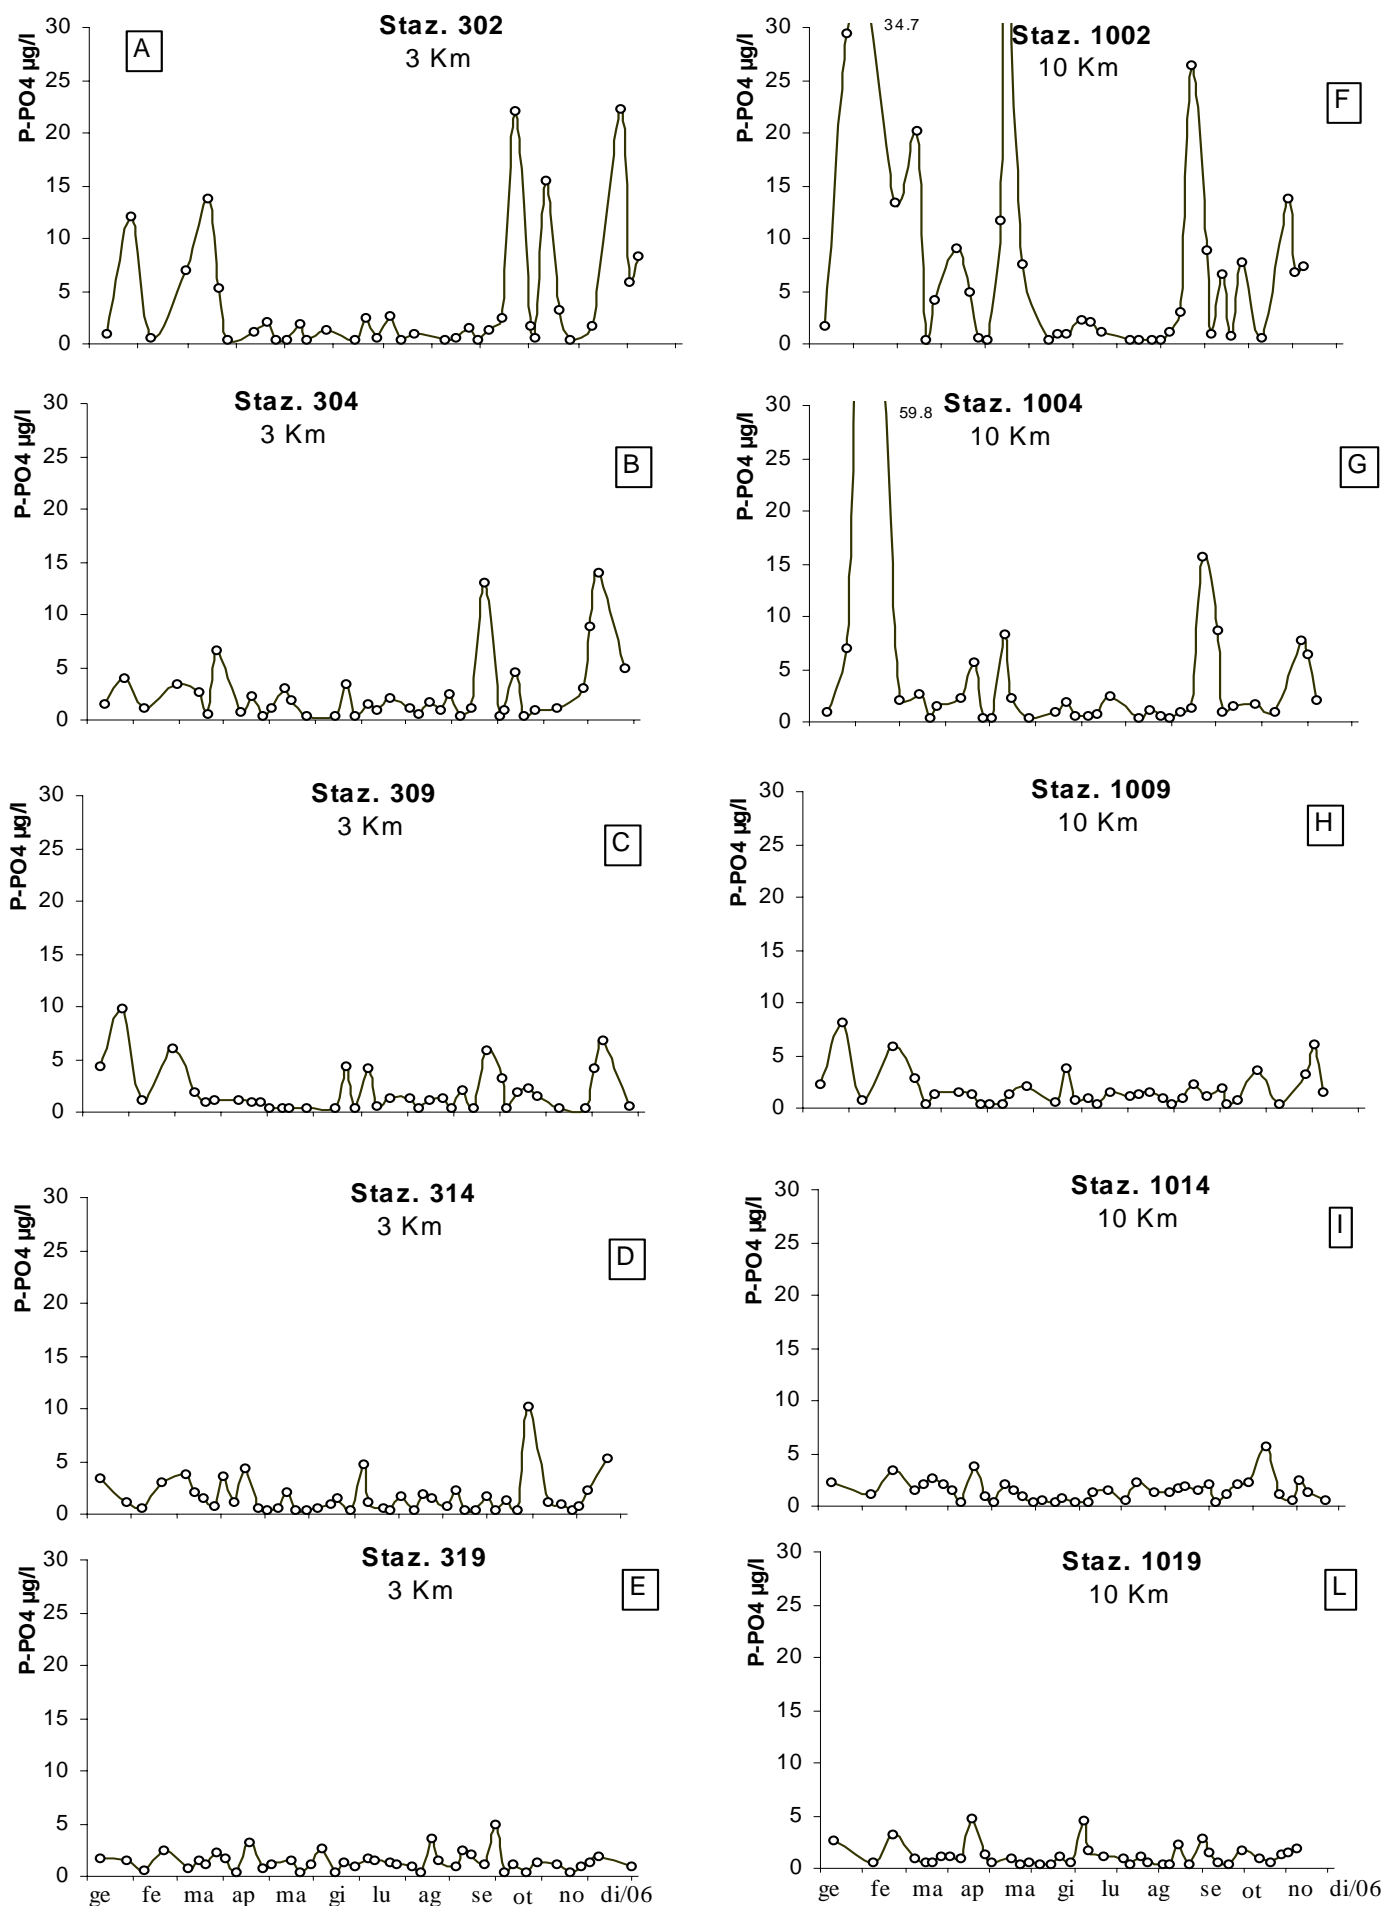 Staz. 302
3 Km
A
P-PO4 µg/l
30
25
20
15
10
5
0
34.7
Staz. 1002
10 Km
F
P-PO4 µg/l
30
25
20
15
10
5
0
Staz. 304
3 Km
B
P-PO4 µg/l
30
25
20
15
10
5
0
59.8
Staz. 1004
10 Km
G
P-PO4 µg/l
30
25
20
15
10
5
0
Staz. 309
3 Km
C
P-PO4 µg/l
30
25
20
15
10
5
0
Staz. 1009
10 Km
H
P-PO4 µg/l
30
25
20
15
10
5
0
Staz. 314
3 Km
D
P-PO4 µg/l
30
25
20
15
10
5
0
Staz. 1014
10 Km
I
P-PO4 µg/l
30
25
20
15
10
5
0
Staz. 319
3 Km
E
P-PO4 µg/l
30
25
20
15
10
5
0
ge fe ma ap ma gi lu ag se ot no di/06
Staz. 1019
10 Km
L
P-PO4 µg/l
30
25
20
15
10
5
0
ge fe ma ap ma gi lu ag se ot no di/06